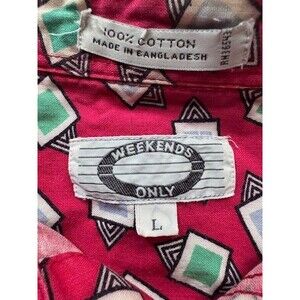 100% COTTON
MADE IN BANGLADESH
WEEKENDS
ONLY
L